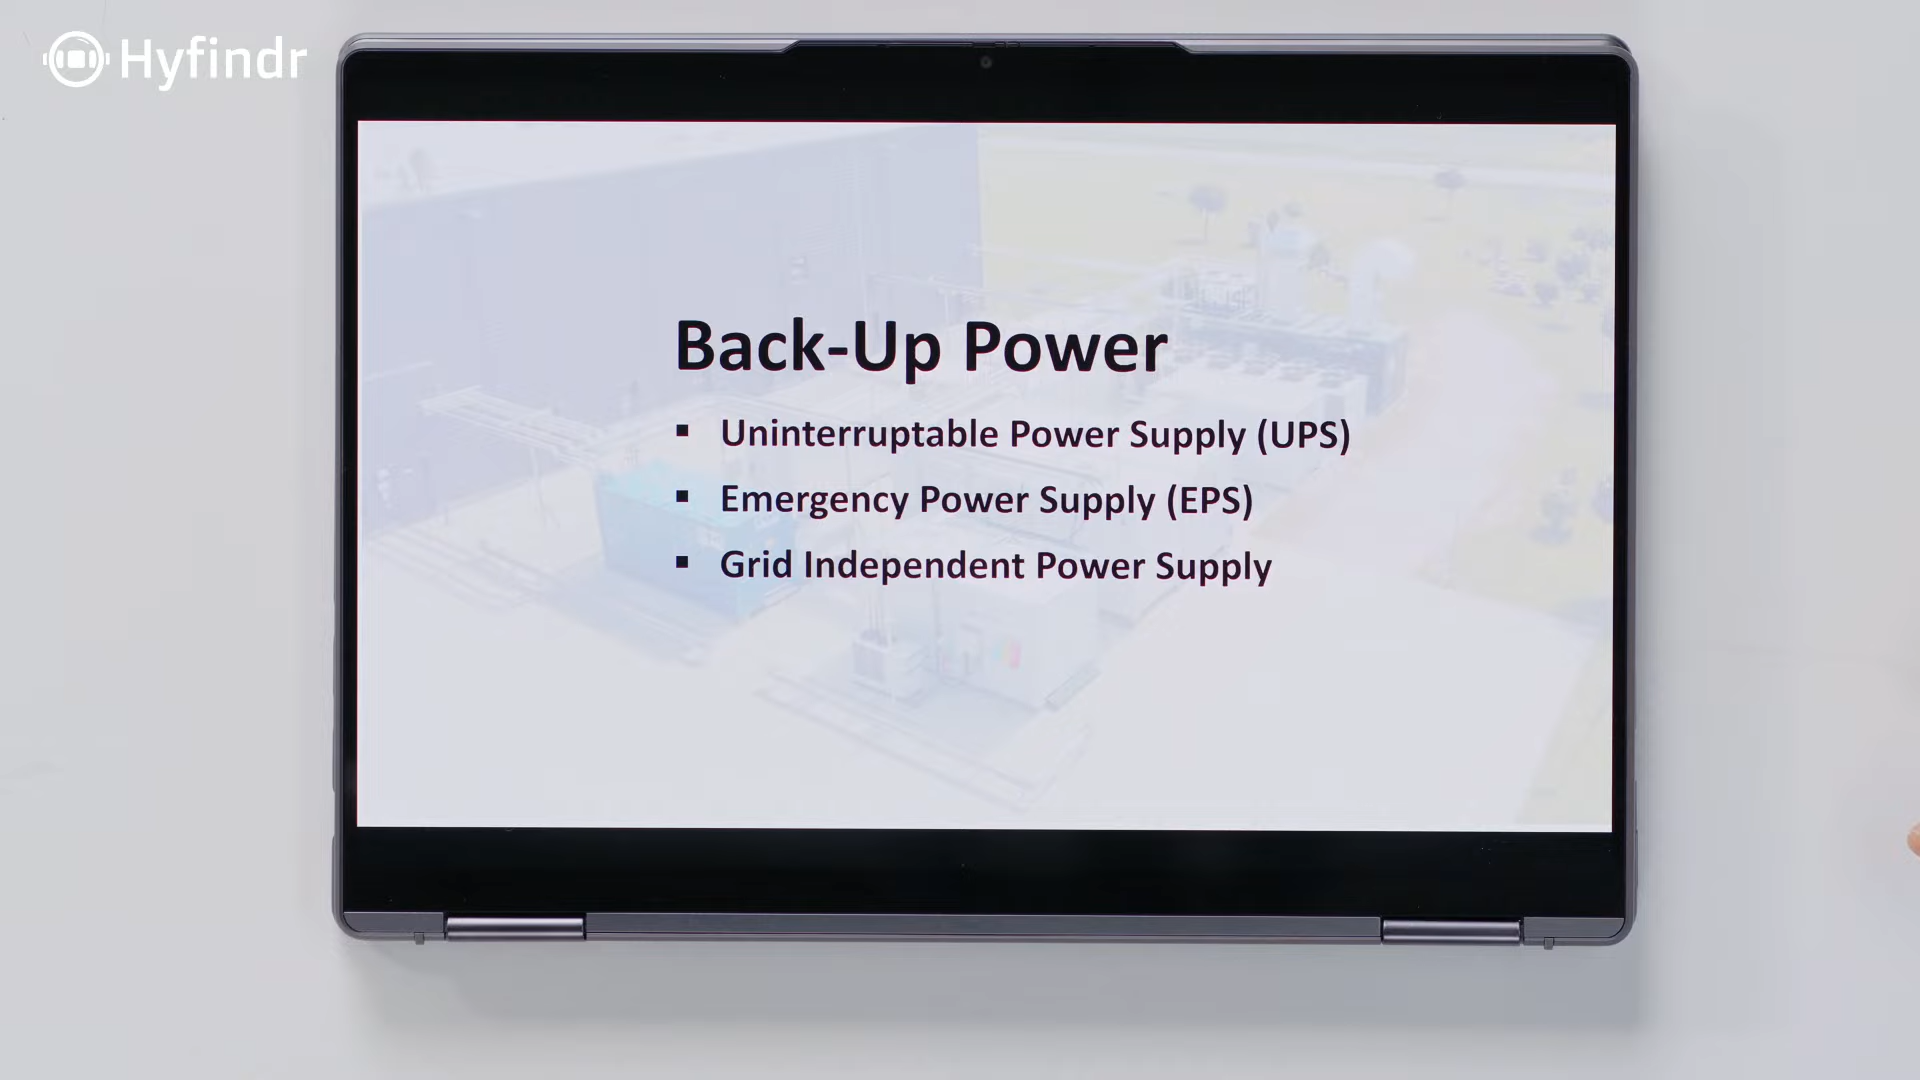 Hyfindr
Back-Up Power
▪ Uninterruptable Power Supply (UPS)
▪ Emergency Power Supply (EPS)
▪ Grid Independent Power Supply